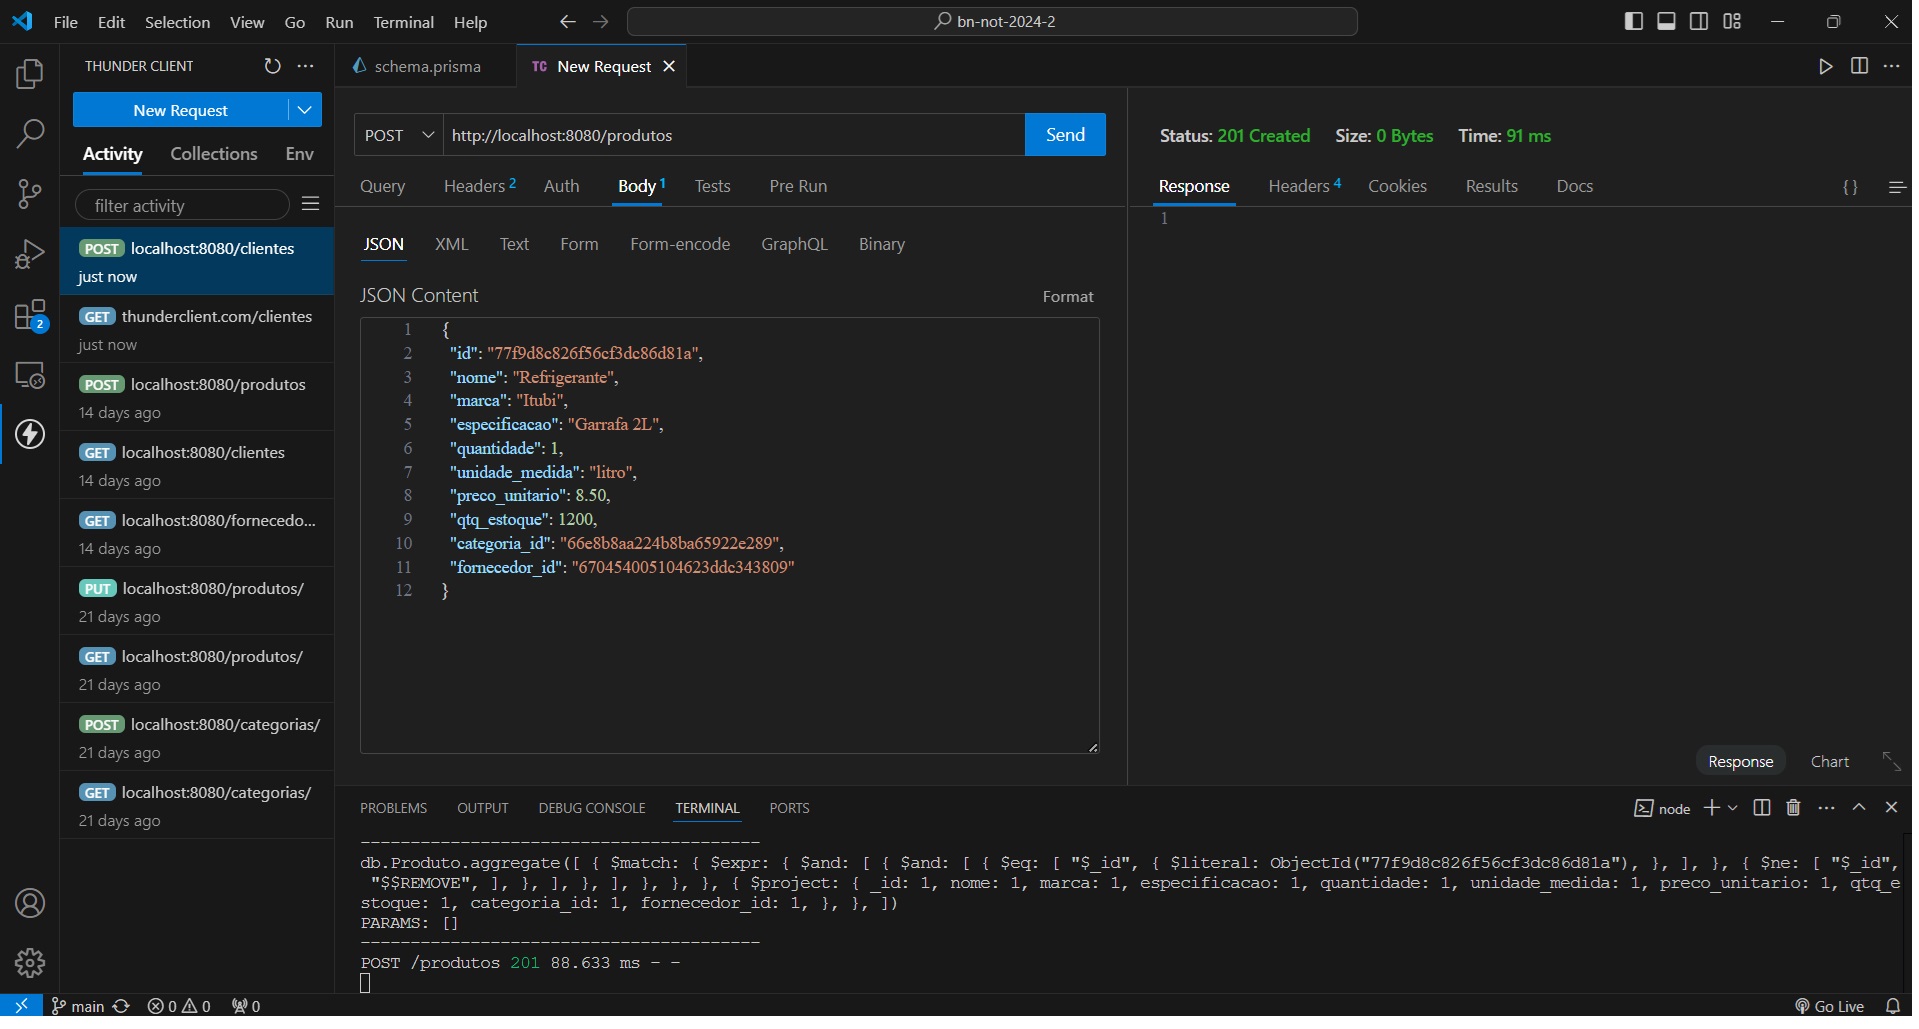 File Edit Selection View Go Run Terminal Help
bn-not-2024-2
THUNDER CLIENT
New Request
Activity Collections Env
filter activity
POST localhost:8080/clientes
just now
GET thunderclient.com/clientes
just now
POST localhost:8080/produtos
14 days ago
GET localhost:8080/clientes
14 days ago
GET localhost:8080/fornecedo...
14 days ago
PUT localhost:8080/produtos/
21 days ago
GET localhost:8080/produtos/
21 days ago
POST localhost:8080/categorias/
21 days ago
GET localhost:8080/categorias/
21 days ago
2
schema.prisma
TC New Request
POST http://localhost:8080/produtos Send
Query Headers 2 Auth Body 1 Tests Pre Run
JSON XML Text Form Form-encode GraphQL Binary
JSON Content Format
1 {
2 "id": "77f9d8c826f56cf3dc86d81a",
3 "nome": "Refrigerante",
4 "marca": "Itubi",
5 "especificacao": "Garrafa 2L",
6 "quantidade": 1,
7 "unidade_medida": "litro",
8 "preco_unitario": 8.50,
9 "qtq_estoque": 1200,
10 "categoria_id": "66e8b8aa224b8ba65922e289",
11 "fornecedor_id": "670454005104623ddc343809"
12 }
Status: 201 Created Size: 0 Bytes Time: 91 ms
Response Headers 4 Cookies Results Docs {}
1
Response Chart
PROBLEMS OUTPUT DEBUG CONSOLE TERMINAL PORTS
node
----------------------------------------
db.Produto.aggregate([ { $match: { $expr: { $and: [ { $and: [ { $eq: [ "$_id", { $literal: ObjectId("77f9d8c826f56cf3dc86d81a"), }, ], }, { $ne: [ "$_id",
"$$REMOVE", ], }, ], }, ], }, }, }, { $project: { _id: 1, nome: 1, marca: 1, especificacao: 1, quantidade: 1, unidade_medida: 1, preco_unitario: 1, qtq_e
stoque: 1, categoria_id: 1, fornecedor_id: 1, }, }, ])
PARAMS: []
----------------------------------------
POST /produtos 201 88.633 ms - -
main 0 0 0 Go Live